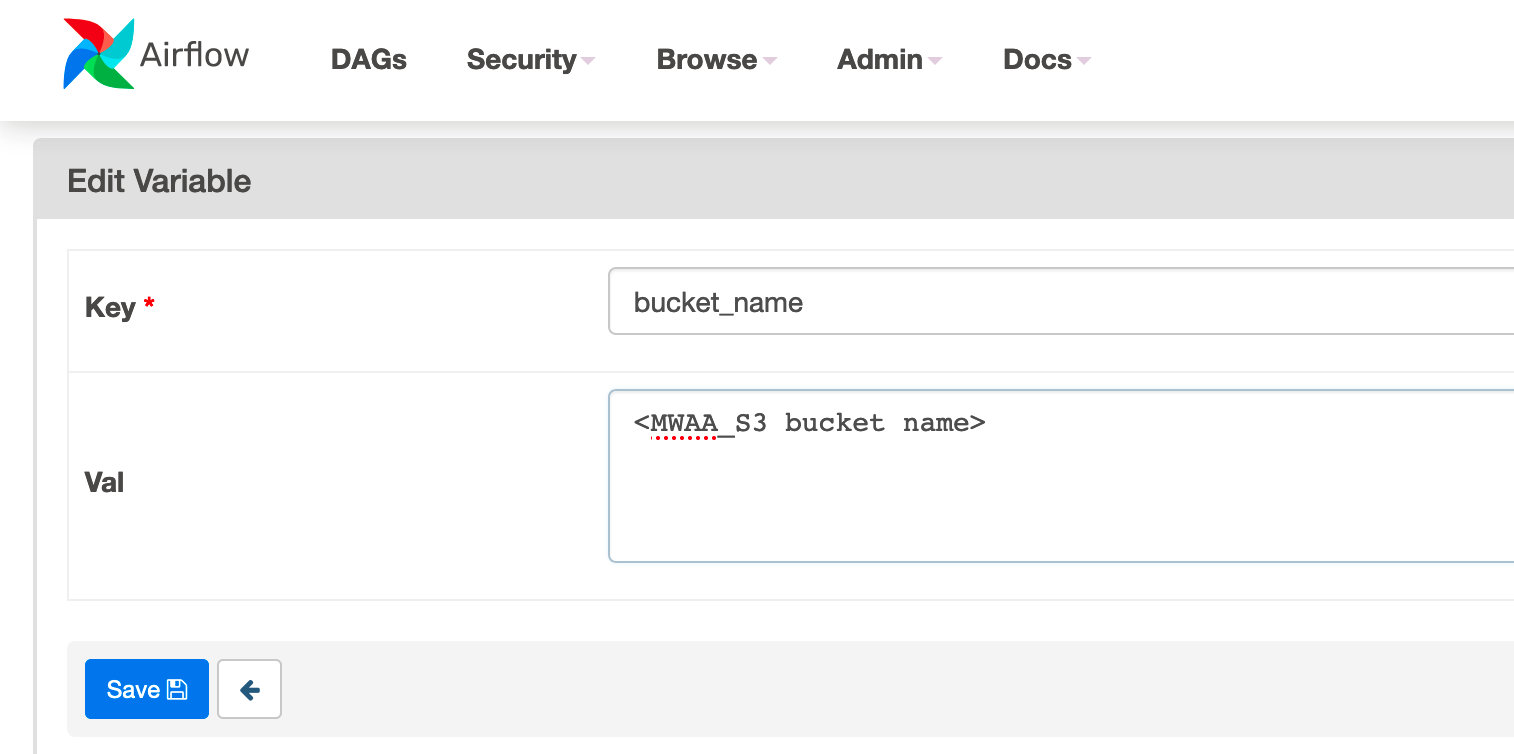 Airflow DAGs Security Browse Admin Docs
Edit Variable
Key * bucket_name
Val <MWAA_S3 bucket name>
Save